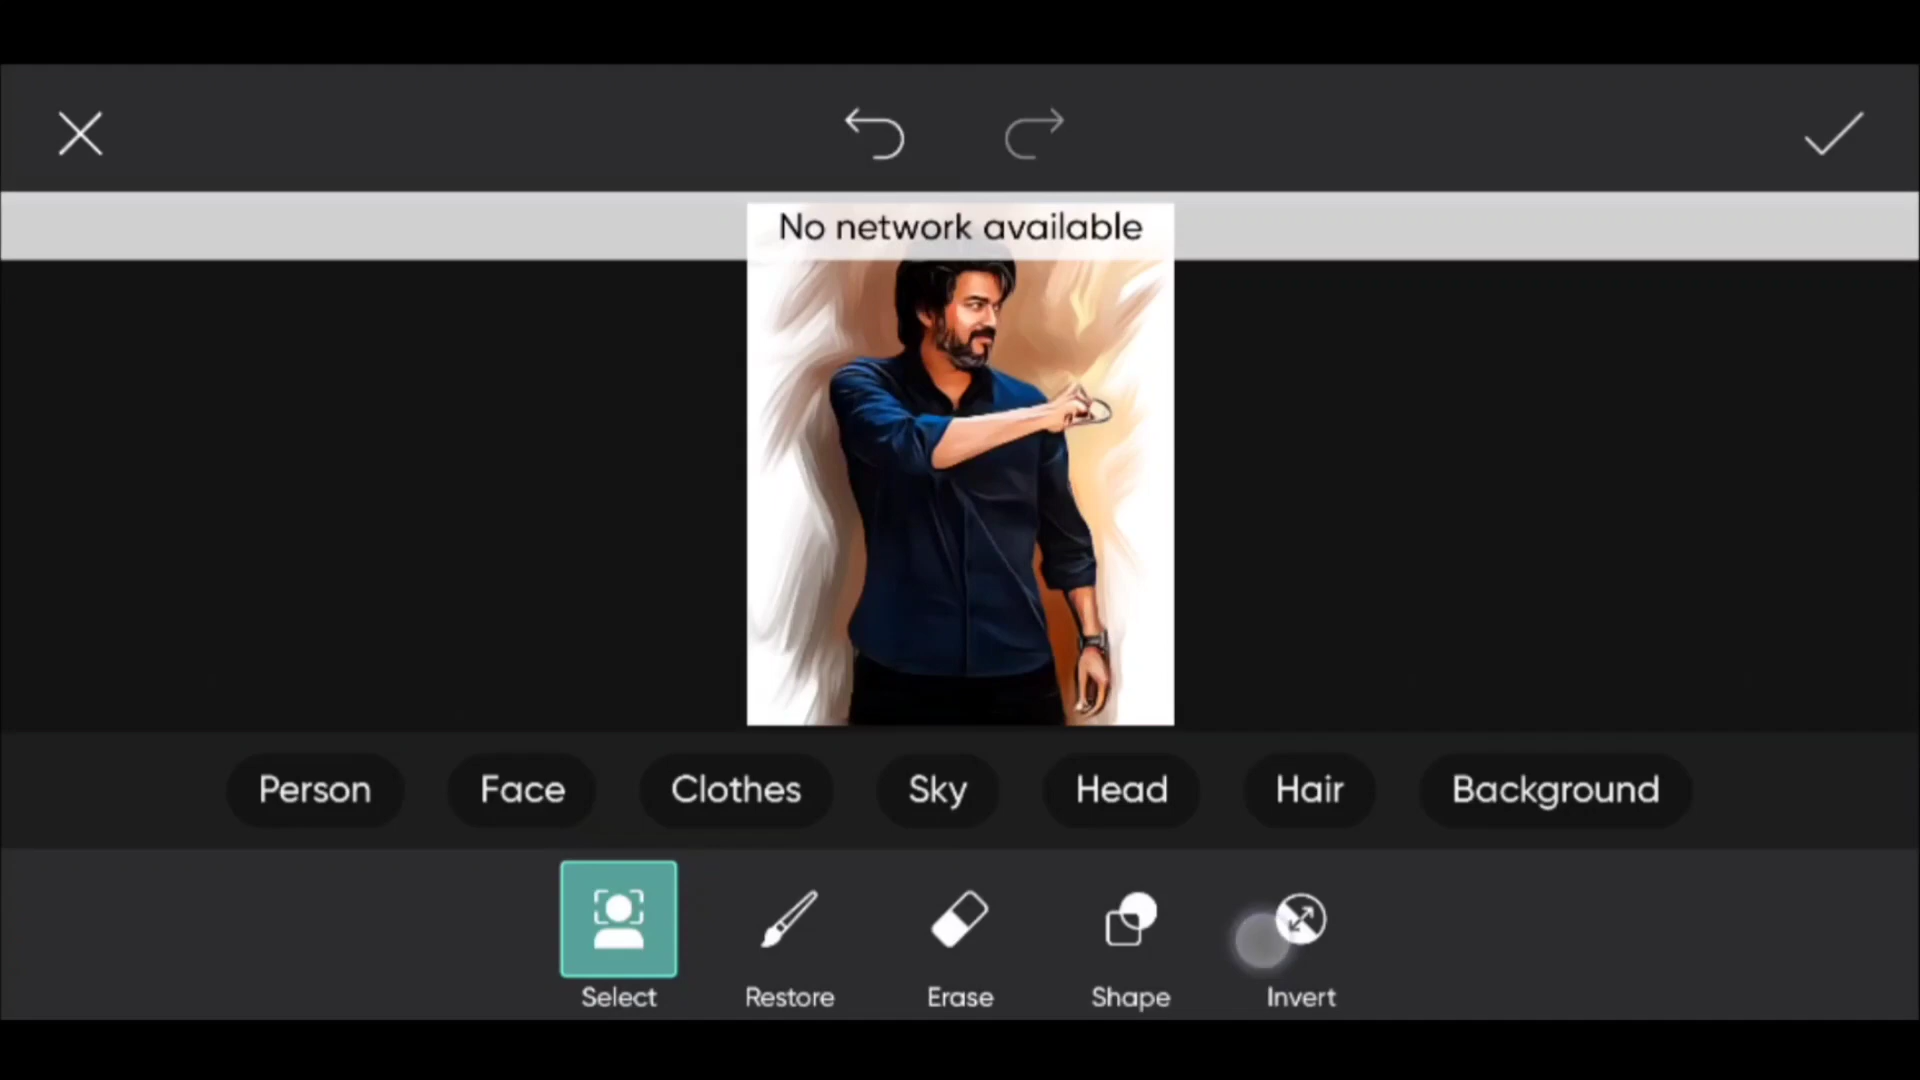 No network available
Person
Face
Clothes
Sky
Head
Hair
Background
Select
Restore
Erase
Shape
Invert